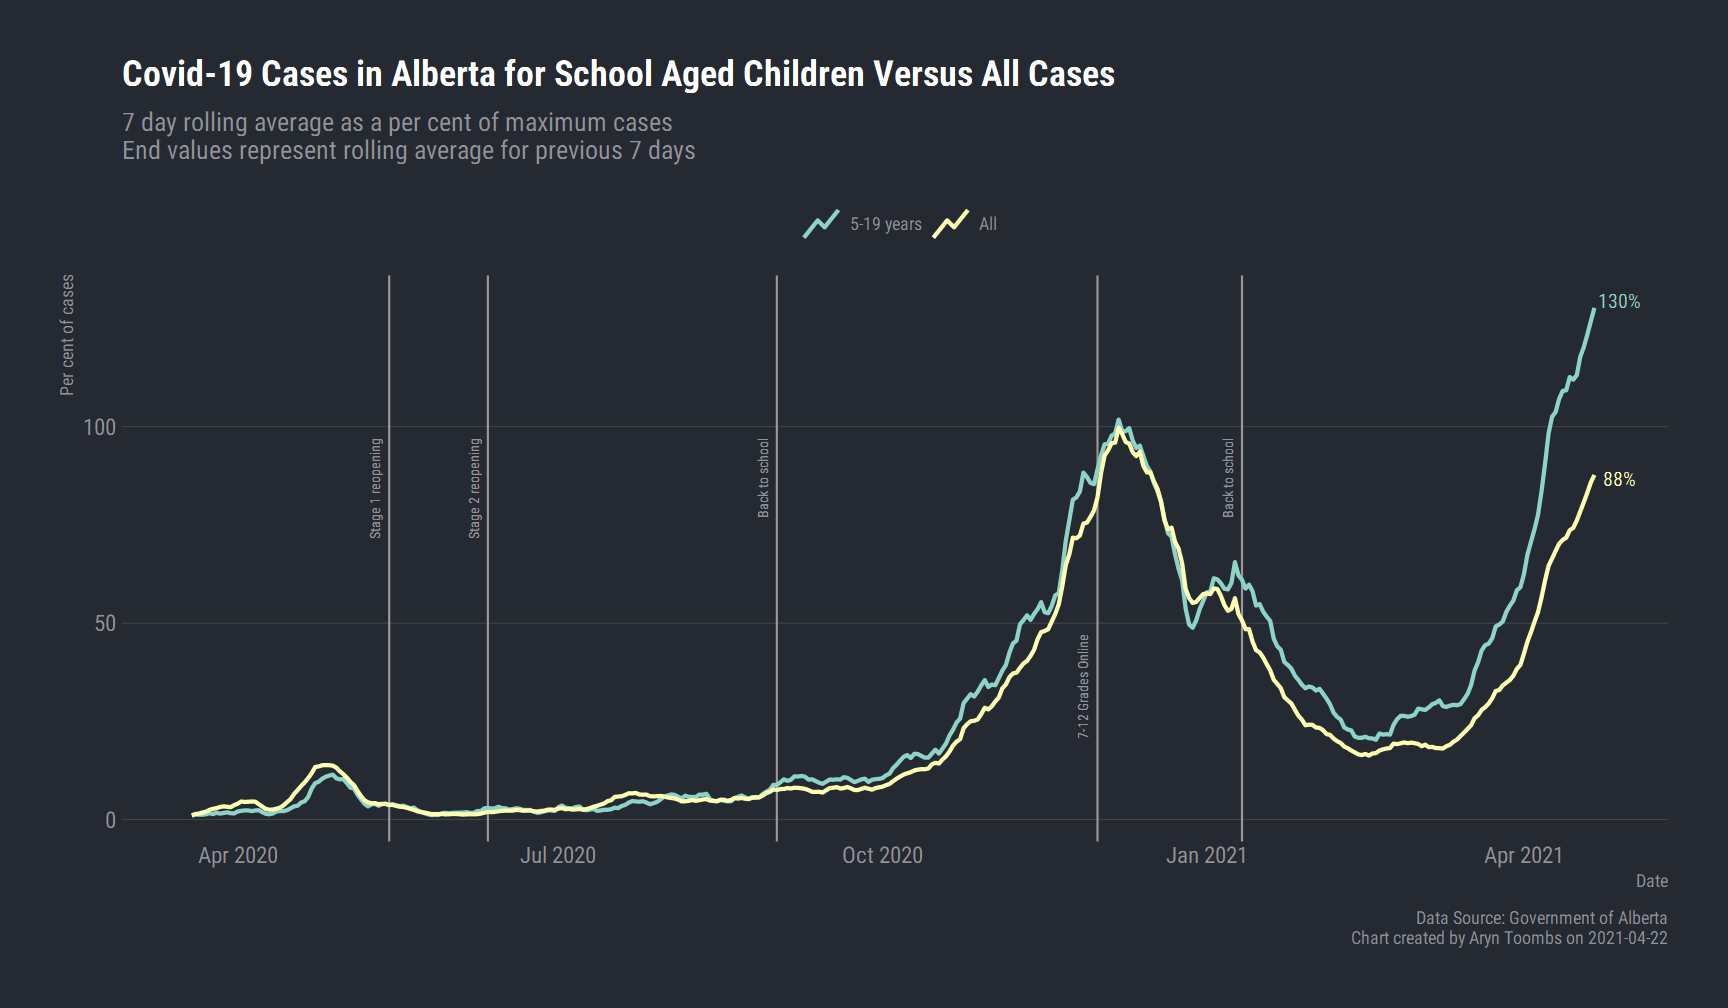 Covid-19 Cases in Alberta for School Aged Children Versus All Cases
7 day rolling average as a per cent of maximum cases
End values represent rolling average for previous 7 days
5-19 years
All
Per cent of cases
130%
100
88%
Stage 1 reopening
Stage 2 reopening
Back to school
Back to school
50
7-12 Grades Online
0
Apr 2020
Jul 2020
Oct 2020
Jan 2021
Apr 2021
Date
Data Source: Government of Alberta
Chart created by Aryn Toombs on 2021-04-22